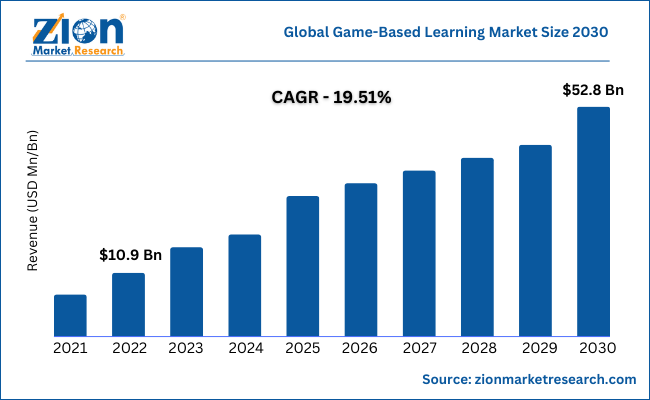 Zion
Market.Research
®
Global Game-Based Learning Market Size 2030
CAGR - 19.51%
$52.8 Bn
$10.9 Bn
Revenue (USD Mn/Bn)
2021 2022 2023 2024 2025 2026 2027 2028 2029 2030
Source: zionmarketresearch.com